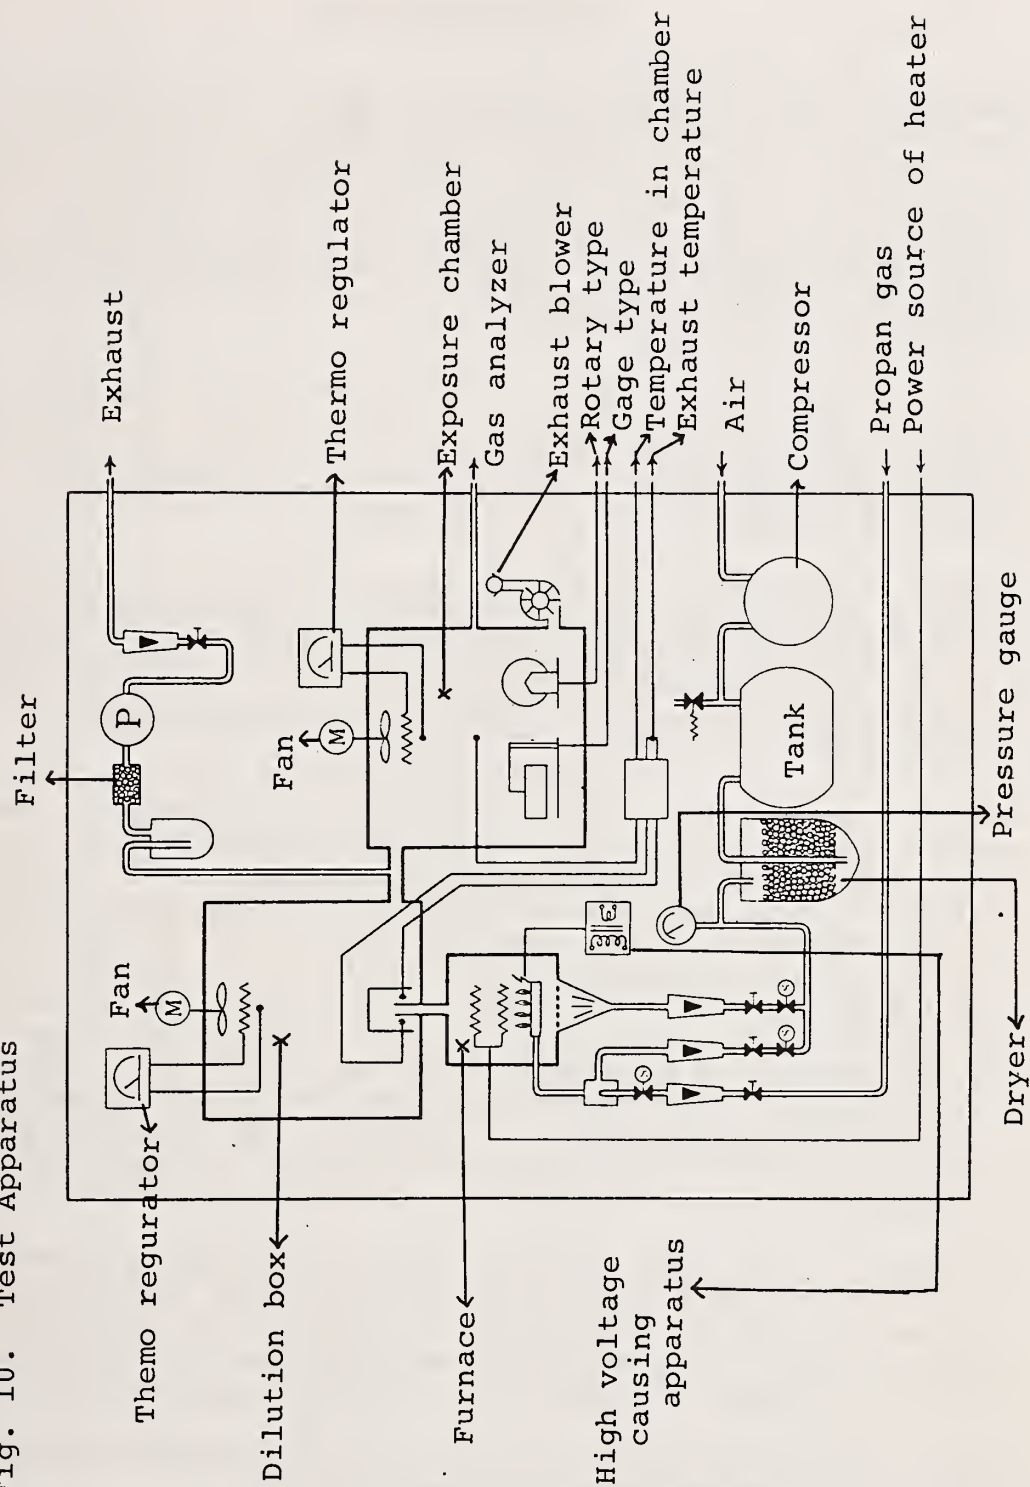 Fig. 10. Test Apparatus
Filter
Exhaust
P
Fan
M
Themo regurator
Thermo regulator
Fan
M
Dilution box
Exposure chamber
Gas analyzer
Exhaust blower
Rotary type
Gage type
Temperature in chamber
Exhaust temperature
Furnace
Air
Tank
Compressor
High voltage
causing
apparatus
S
S
S
Propan gas
Power source of heater
Pressure gauge
Dryer